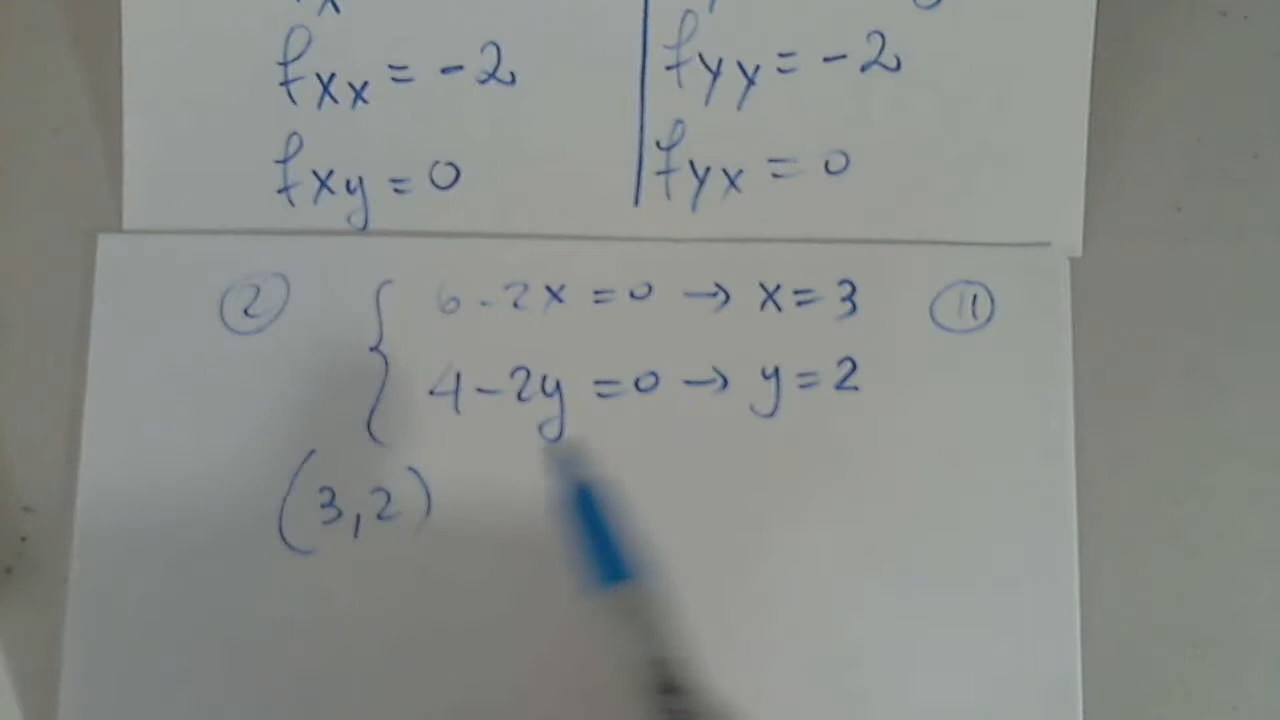 fxx = -2
fxy = 0
fyy = -2
fyx = 0
②
6 - 2x = 0 → x = 3
⑪
4 - 2y = 0 → y = 2
(3,2)